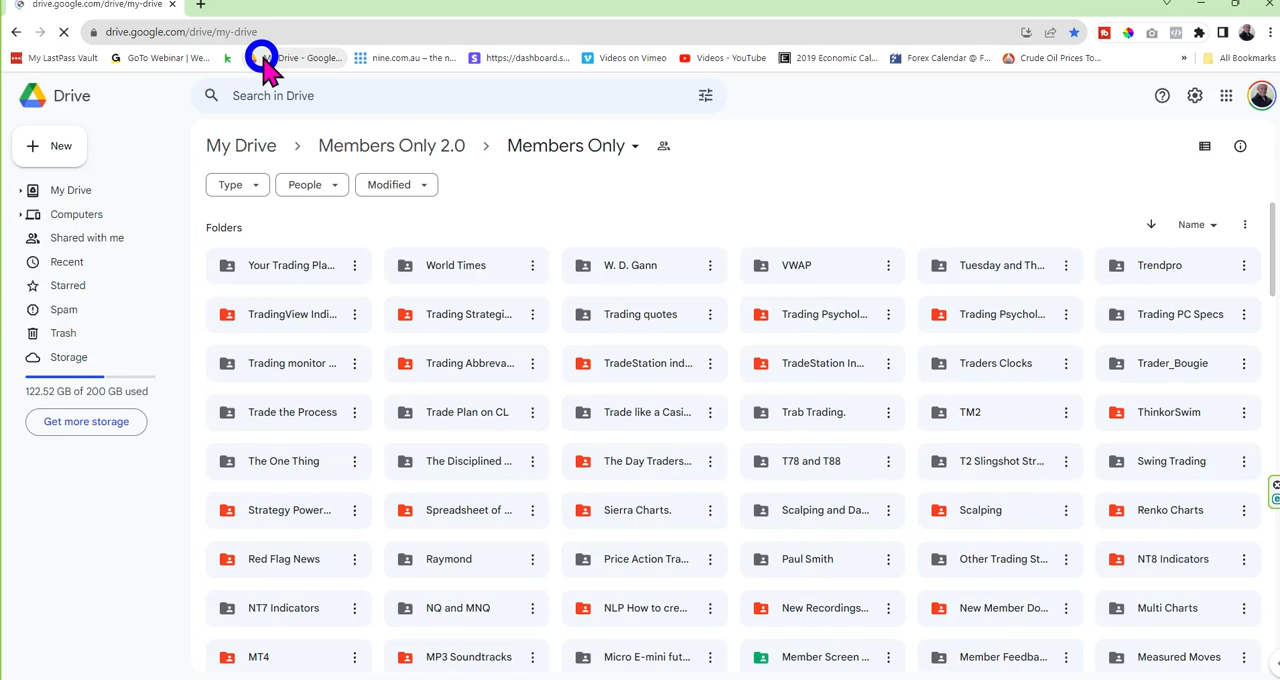 drive.google.com/drive/my-drive
drive.google.com/drive/my-drive
My LastPass Vault
GoTo Webinar | We...
Drive - Google...
nine.com.au – the n...
https://dashboard.s...
Videos on Vimeo
Videos - YouTube
2019 Economic Cal...
Forex Calendar @ F...
Crude Oil Prices To...
»
All Bookmarks
Drive
Search in Drive
New
My Drive
Computers
Shared with me
Recent
Starred
Spam
Trash
Storage
122.52 GB of 200 GB used
Get more storage
My Drive > Members Only 2.0 > Members Only
Type
People
Modified
Folders
Name
Your Trading Pla...
World Times
W. D. Gann
VWAP
Tuesday and Th...
Trendpro
TradingView Indi...
Trading Strategi...
Trading quotes
Trading Psychol...
Trading Psychol...
Trading PC Specs
Trading monitor ...
Trading Abbreva...
TradeStation ind...
TradeStation In...
Traders Clocks
Trader_Bougie
Trade the Process
Trade Plan on CL
Trade like a Casi...
Trab Trading.
TM2
ThinkorSwim
The One Thing
The Disciplined ...
The Day Traders...
T78 and T88
T2 Slingshot Str...
Swing Trading
Strategy Power...
Spreadsheet of ...
Sierra Charts.
Scalping and Da...
Scalping
Renko Charts
Red Flag News
Raymond
Price Action Tra...
Paul Smith
Other Trading St...
NT8 Indicators
NT7 Indicators
NQ and MNQ
NLP How to cre...
New Recordings...
New Member Do...
Multi Charts
MT4
MP3 Soundtracks
Micro E-mini fut...
Member Screen ...
Member Feedba...
Measured Moves